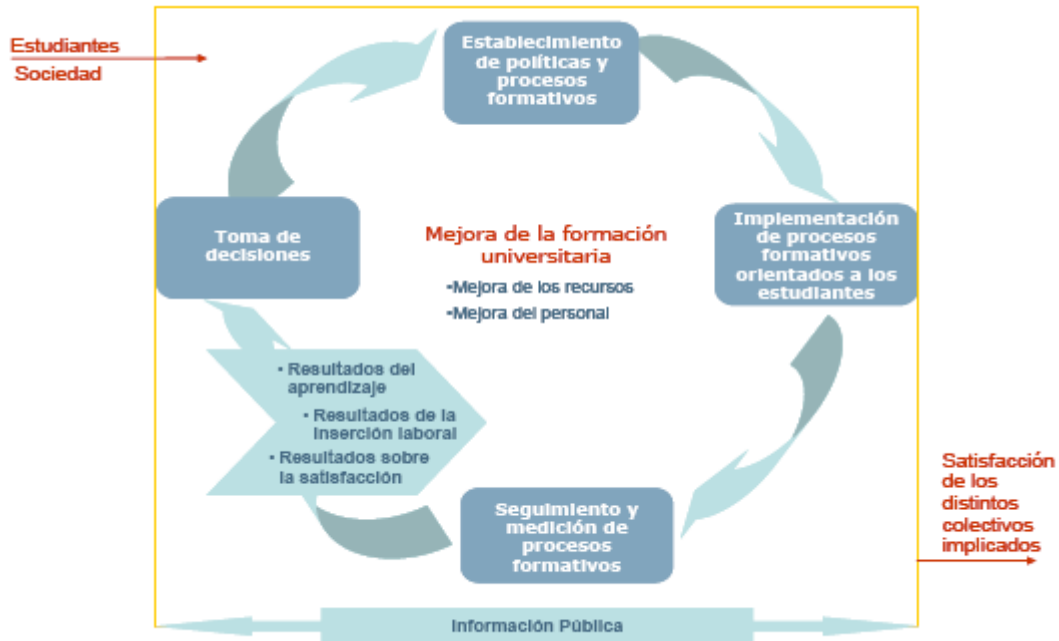 Estudiantes
Sociedad
Establecimiento
de políticas y
procesos
formativos
Toma de
decisiones
Mejora de la formación
universitaria
▪Mejora de los recursos
▪Mejora del personal
Implementación
de procesos
formativos
orientados a los
estudiantes
• Resultados del
aprendizaje
• Resultados de la
inserción laboral
• Resultados sobre
la satisfacción
Seguimiento y
medición de
procesos
formativos
Satisfacción
de los
distintos
colectivos
implicados
Información Pública